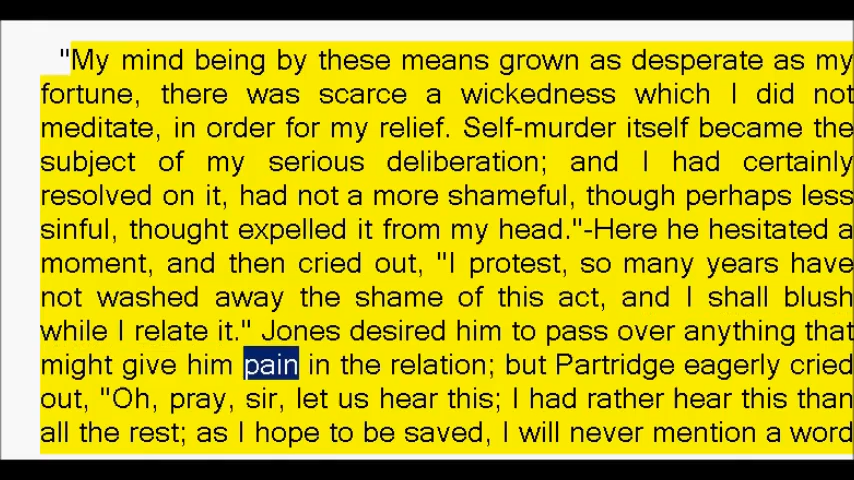 "My mind being by these means grown as desperate as my
fortune, there was scarce a wickedness which I did not
meditate, in order for my relief. Self-murder itself became the
subject of my serious deliberation; and I had certainly
resolved on it, had not a more shameful, though perhaps less
sinful, thought expelled it from my head."-Here he hesitated a
moment, and then cried out, "I protest, so many years have
not washed away the shame of this act, and I shall blush
while I relate it." Jones desired him to pass over anything that
might give him pain in the relation; but Partridge eagerly cried
out, "Oh, pray, sir, let us hear this; I had rather hear this than
all the rest; as I hope to be saved, I will never mention a word